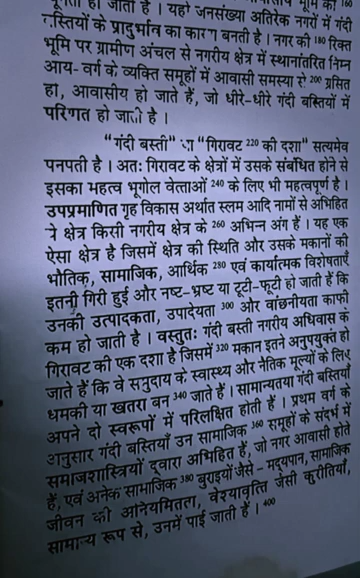 हो जाता है । यहाँ जनसंख्या अतिरेक नगरों में गंदी
बस्तियों के प्रादुर्भाव का कारण बनती है । नगर की 180 रिक्त
भूमि पर ग्रामीण अंचल से नगरीय क्षेत्र में स्थानांतरित निम्न
आय- वर्ग के व्यक्ति समूहों में आवासी समस्या से 200 ग्रसित
हो, आवासीय हो जाते हैं, जो धीरे-धीरे गंदी बस्तियों में
परिणत हो जाती है ।
"गंदी बस्ती" या "गिरावट 220 की दशा" सत्यमेव
पनपती है । अतः गिरावट के क्षेत्रों में उसके संबंधित होने से
इसका महत्व भूगोल वेत्ताओं 240 के लिए भी महत्वपूर्ण है ।
उपप्रमाणित गृह विकास अर्थात स्लम आदि नामों से अभिहित
ये क्षेत्र किसी नगरीय क्षेत्र के 260 अभिन्न अंग हैं । यह एक
ऐसा क्षेत्र है जिसमें क्षेत्र की स्थिति और उसके मकानों की
भौतिक, सामाजिक, आर्थिक 280 एवं कार्यात्मक विशेषताएँ
इतनी गिरी हुई और नष्ट-भ्रष्ट या टूटी-फूटी हो जाती हैं कि
उनकी उत्पादकता, उपादेयता 300 और वांछनीयता काफी
कम हो जाती है । वस्तुतः गंदी बस्ती नगरीय अधिवास के
गिरावट की एक दशा है जिसमें 320 मकान इतने अनुपयुक्त हो
जाते हैं कि वे समुदाय के स्वास्थ्य और नैतिक मूल्यों के लिए
धमकी या खतरा बन 340 जाते हैं । सामान्यतया गंदी बस्तियाँ
अपने दो स्वरूपों में परिलक्षित होती हैं । प्रथम वर्ग के
अनुसार गंदी बस्तियाँ उन सामाजिक 360 समूहों के संदर्भ में
समाजशास्त्रियों द्वारा अभिहित हैं, जो नगर आवासी होते
हैं, एवं अनेक सामाजिक 380 बुराइयों जैसे – मद्यपान, सामाजिक
जीवन की अनियमितता, वेश्यावृत्ति जैसी कुरीतियाँ,
सामान्य रूप से, उनमें पाई जाती हैं । 400